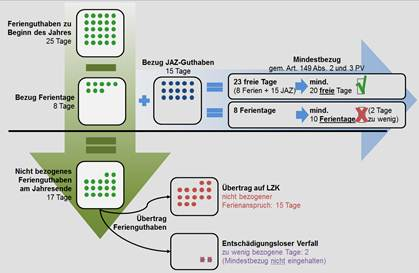 Ferienguthaben zu
Beginn des Jahres
25 Tage
Bezug Ferientage
8 Tage
Bezug JAZ-Guthaben
15 Tage
Mindestbezug
gem. Art. 149 Abs. 2 und 3 PV
23 freie Tage
(8 Ferien + 15 JAZ)
mind.
20 freie Tage
8 Ferientage
mind.
10 Ferientage
(2 Tage
zu wenig)
Nicht bezogenes
Ferienguthaben
am Jahresende
17 Tage
Übertrag
Ferienguthaben
Übertrag auf LZK
nicht bezogener
Ferienanspruch: 15 Tage
Entschädigungsloser Verfall
zu wenig bezogene Tage: 2
(Mindestbezug nicht eingehalten)